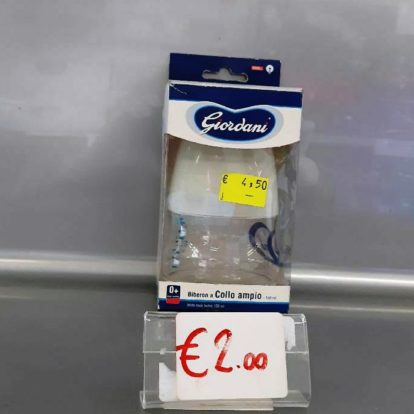 Giordani
€ 4,50
0+
Biberon a Collo ampio
€2.00